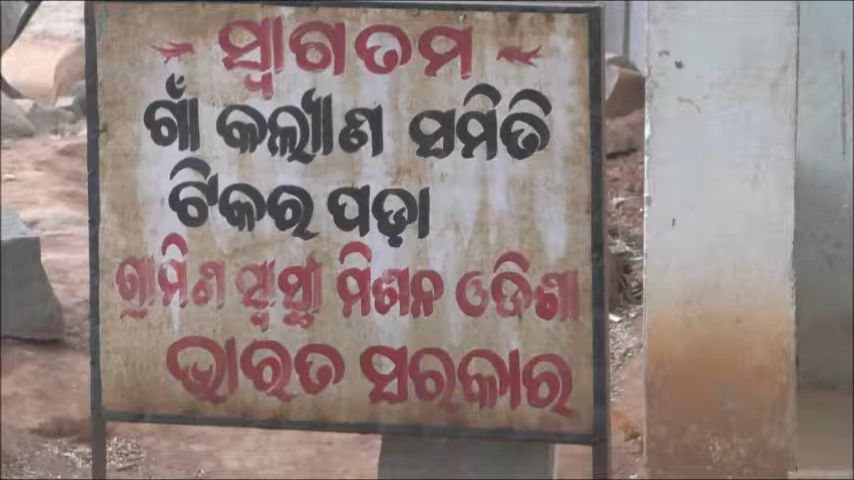 ସ୍ଵାଗତମ
ଗାଁ କଲ୍ୟାଣ ସମିତି
ଟିକର ପଡ଼ା
ଗ୍ରାମିଣ ସ୍ୱାସ୍ଥ୍ୟ ମିଶନ ଓଡିଶା
ଭାରତ ସରକାର